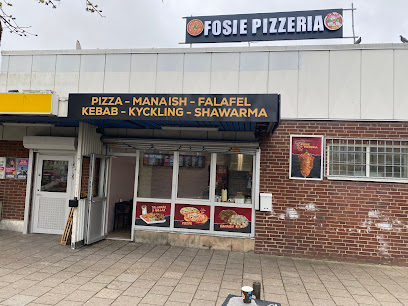 FOSIE PIZZERIA
PIZZA - MANAISH - FALAFEL
KEBAB - KYCKLING - SHAWARMA